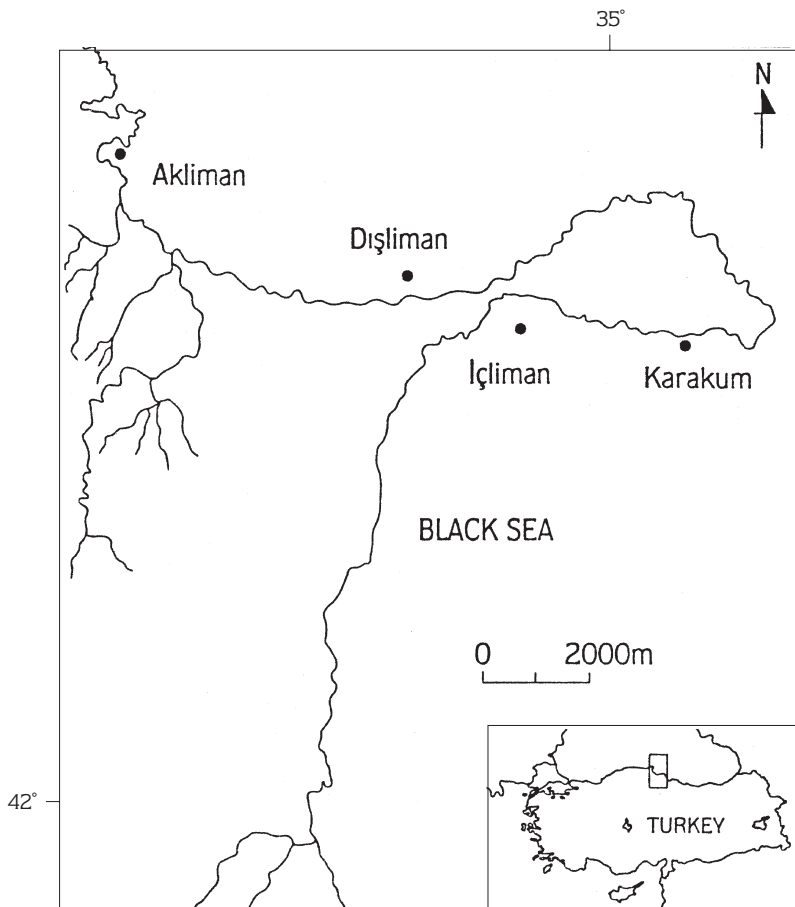 35°
N
Akliman
Dışliman
İçliman
Karakum
BLACK SEA
0 2000m
42°
TURKEY